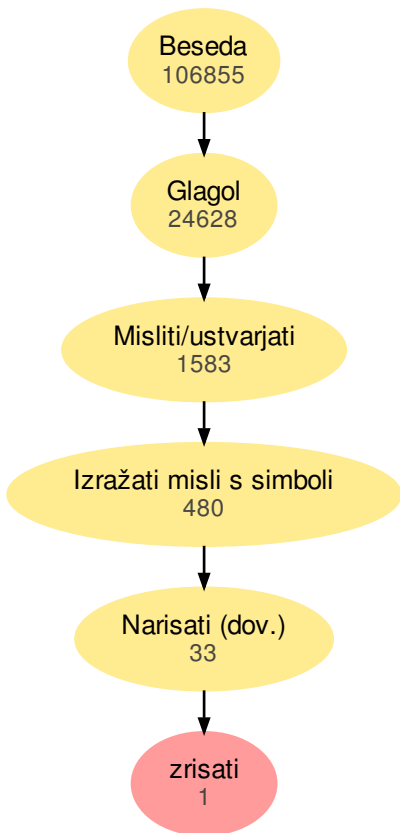 Beseda
106855
Glagol
24628
Misliti/ustvarjati
1583
Izražati misli s simboli
480
Narisati (dov.)
33
zrisati
1